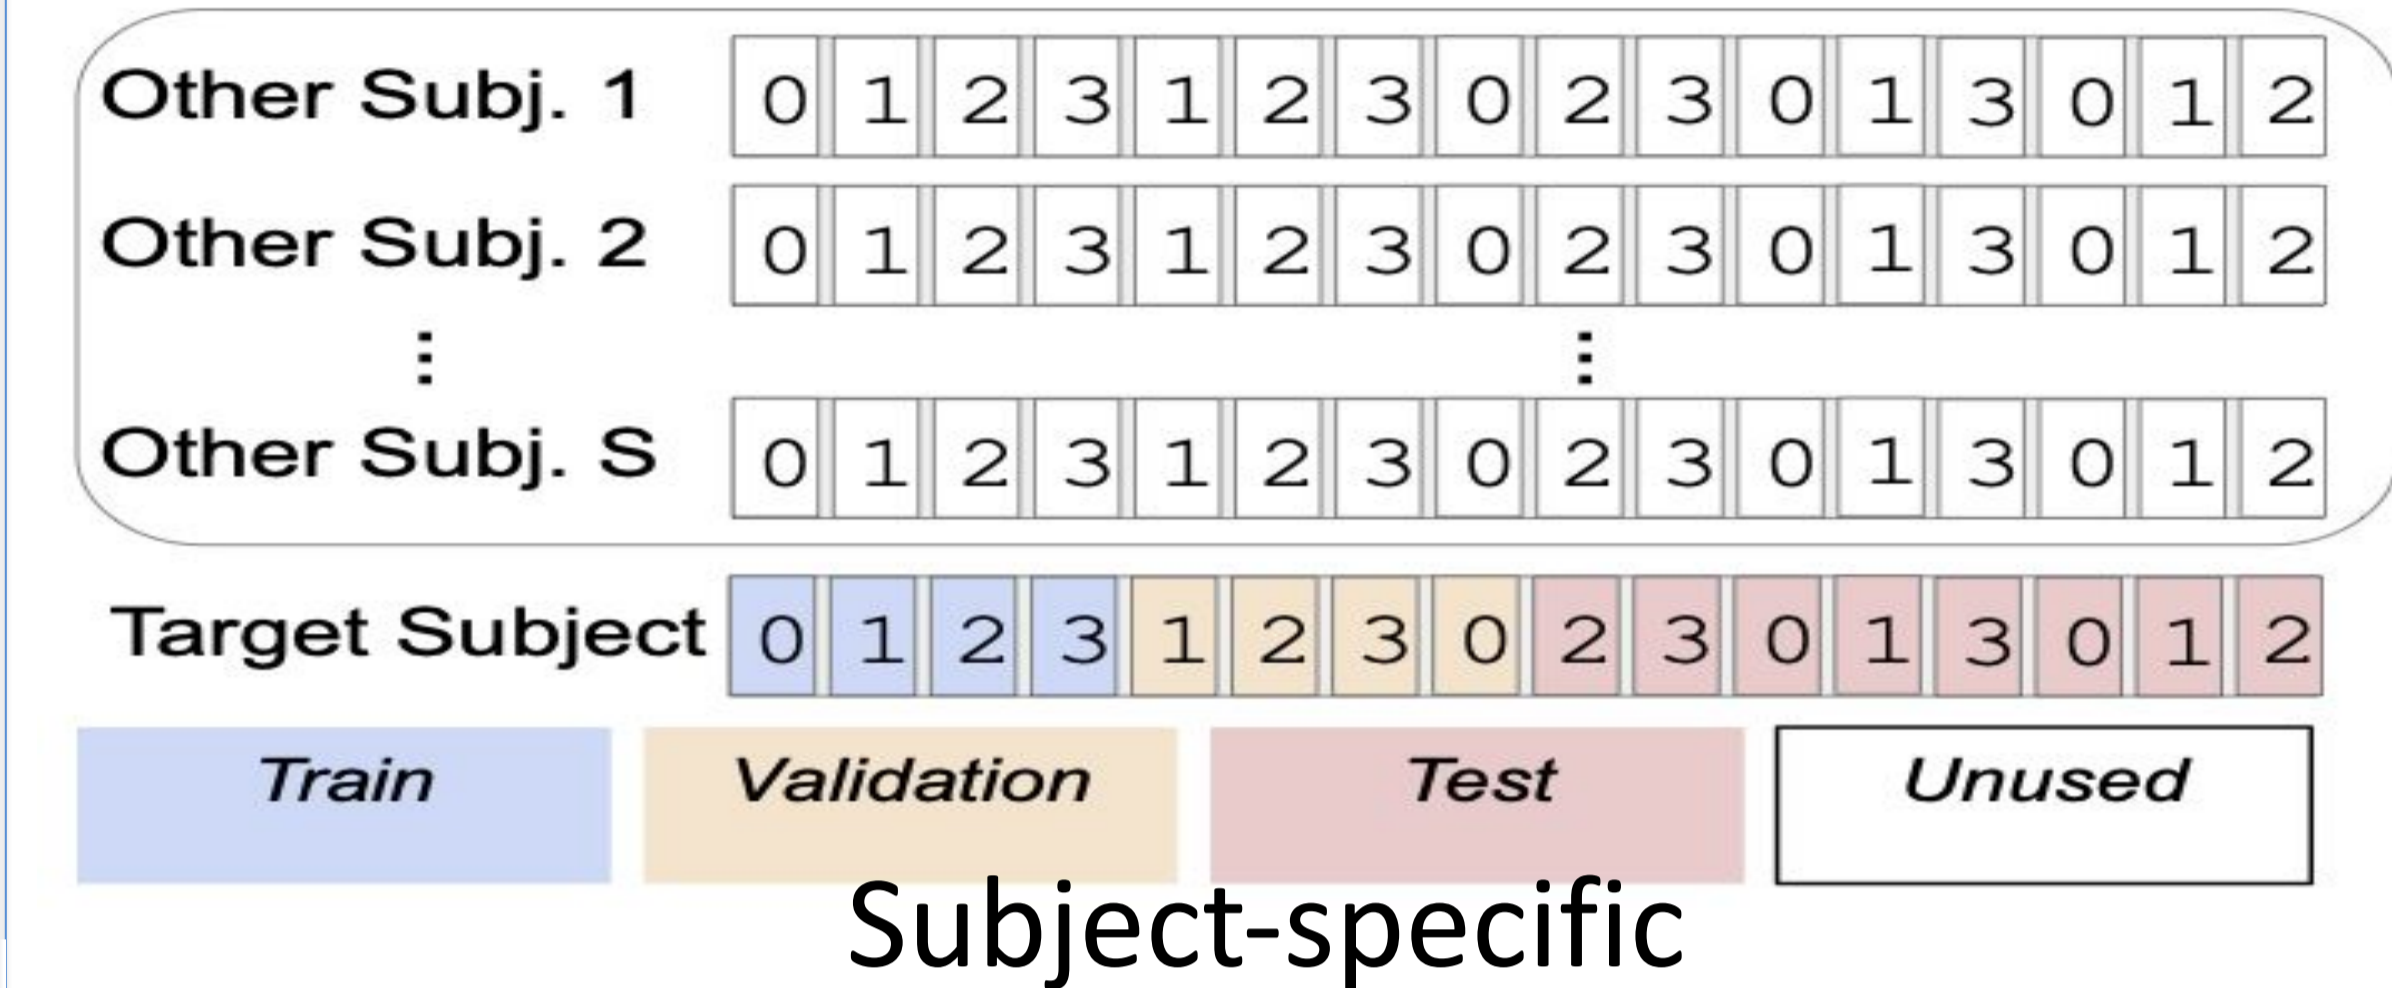 Other Subj. 1 0 1 2 3 1 2 3 0 2 3 0 1 3 0 1 2
Other Subj. 2 0 1 2 3 1 2 3 0 2 3 0 1 3 0 1 2
⋮ ⋮
Other Subj. S 0 1 2 3 1 2 3 0 2 3 0 1 3 0 1 2
Target Subject 0 1 2 3 1 2 3 0 2 3 0 1 3 0 1 2
Train Validation Test Unused
Subject-specific